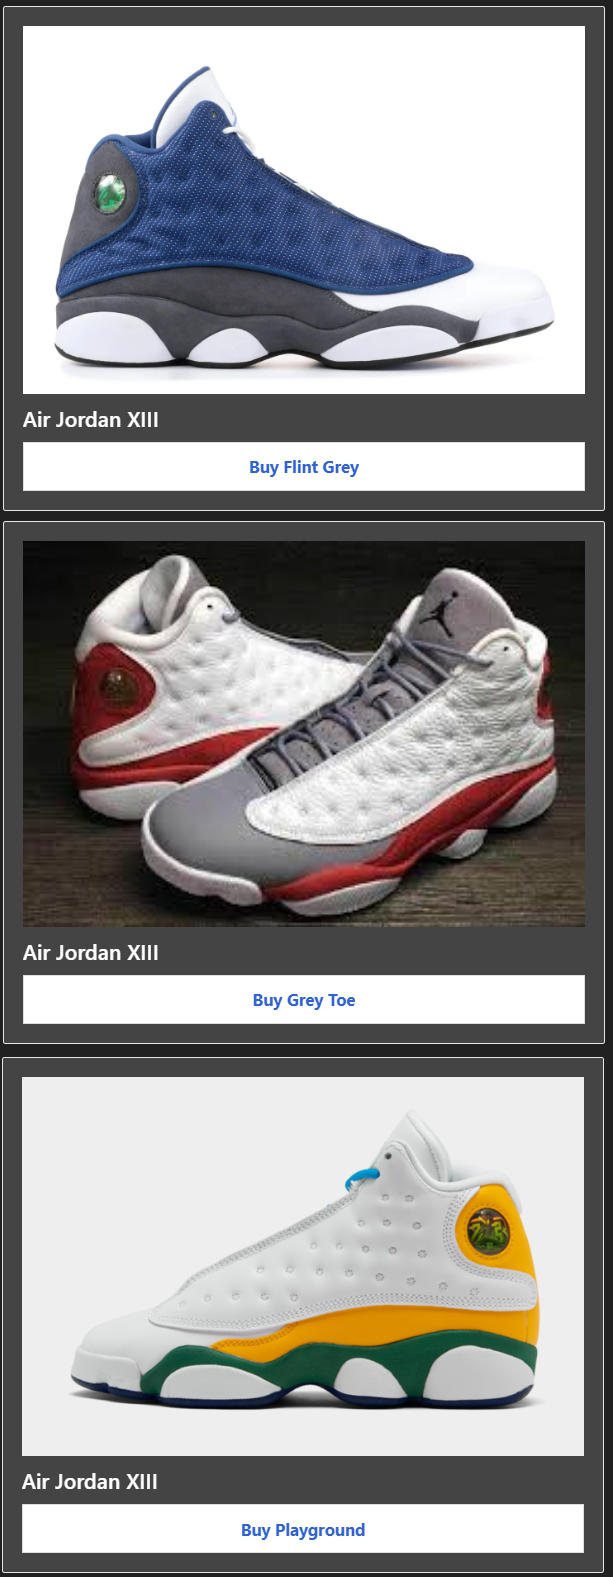 Air Jordan XIII
Buy Flint Grey
Air Jordan XIII
Buy Grey Toe
Air Jordan XIII
Buy Playground